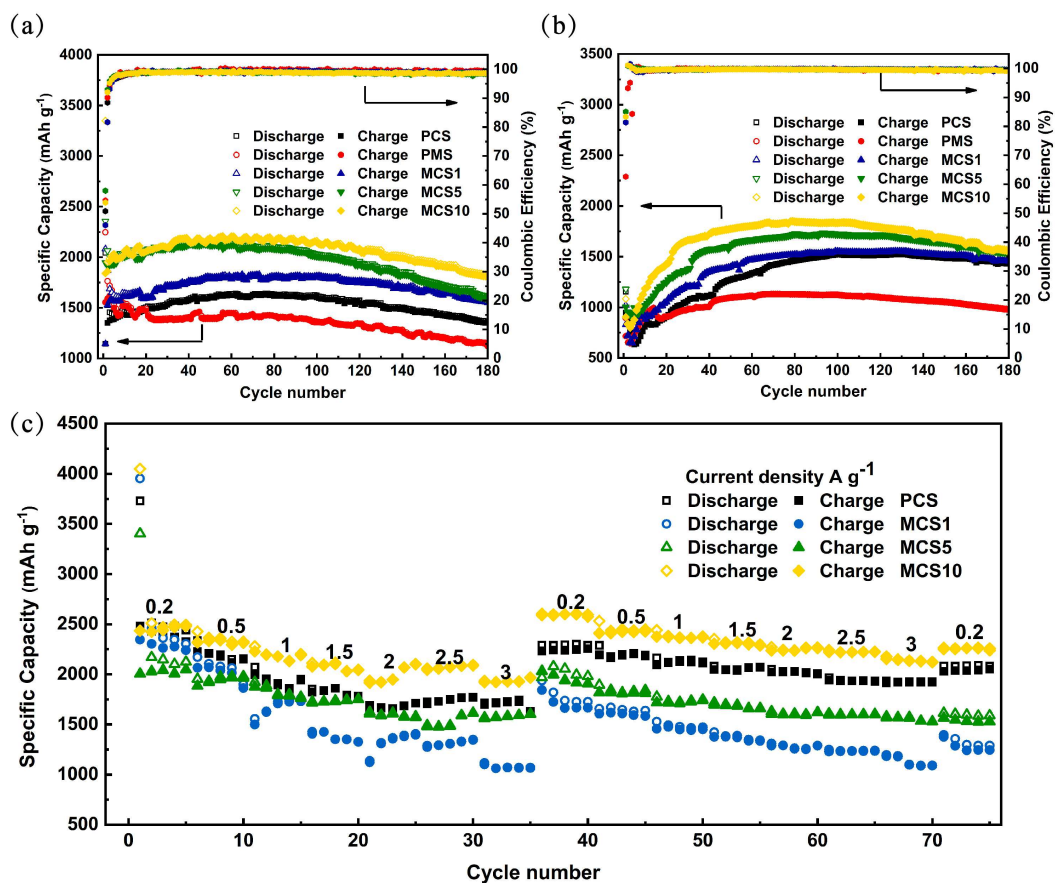 (a)
4000
3500
3000
2500
2000
1500
1000
Specific Capacity (mAh g⁻¹)
100
90
80
70
60
50
40
30
20
10
0
Coulombic Efficiency (%)
Discharge Charge PCS
Discharge Charge PMS
Discharge Charge MCS1
Discharge Charge MCS5
Discharge Charge MCS10
0 20 40 60 80 100 120 140 160 180
Cycle number
(b)
3500
3000
2500
2000
1500
1000
500
Specific Capacity (mAh g⁻¹)
100
90
80
70
60
50
40
30
20
10
0
Coulombic Efficiency (%)
Discharge Charge PCS
Discharge Charge PMS
Discharge Charge MCS1
Discharge Charge MCS5
Discharge Charge MCS10
0 20 40 60 80 100 120 140 160 180
Cycle number
(c)
4500
4000
3500
3000
2500
2000
1500
1000
500
Specific Capacity (mAh g⁻¹)
Current density A g⁻¹
Discharge Charge PCS
Discharge Charge MCS1
Discharge Charge MCS5
Discharge Charge MCS10
0.2 0.5 1 1.5 2 2.5 3 0.2 0.5 1 1.5 2 2.5 3 0.2
0 10 20 30 40 50 60 70
Cycle number